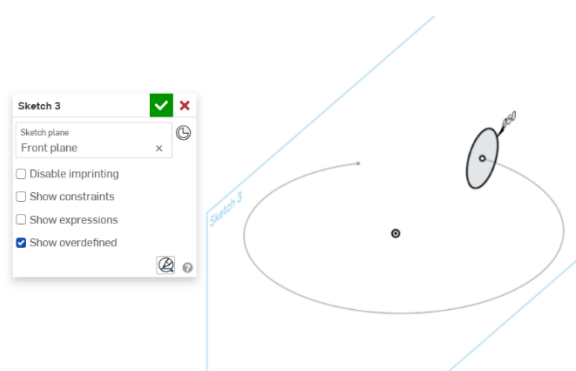 Sketch 3
Sketch plane
Front plane
Disable imprinting
Show constraints
Show expressions
Show overdefined
Sketch 3